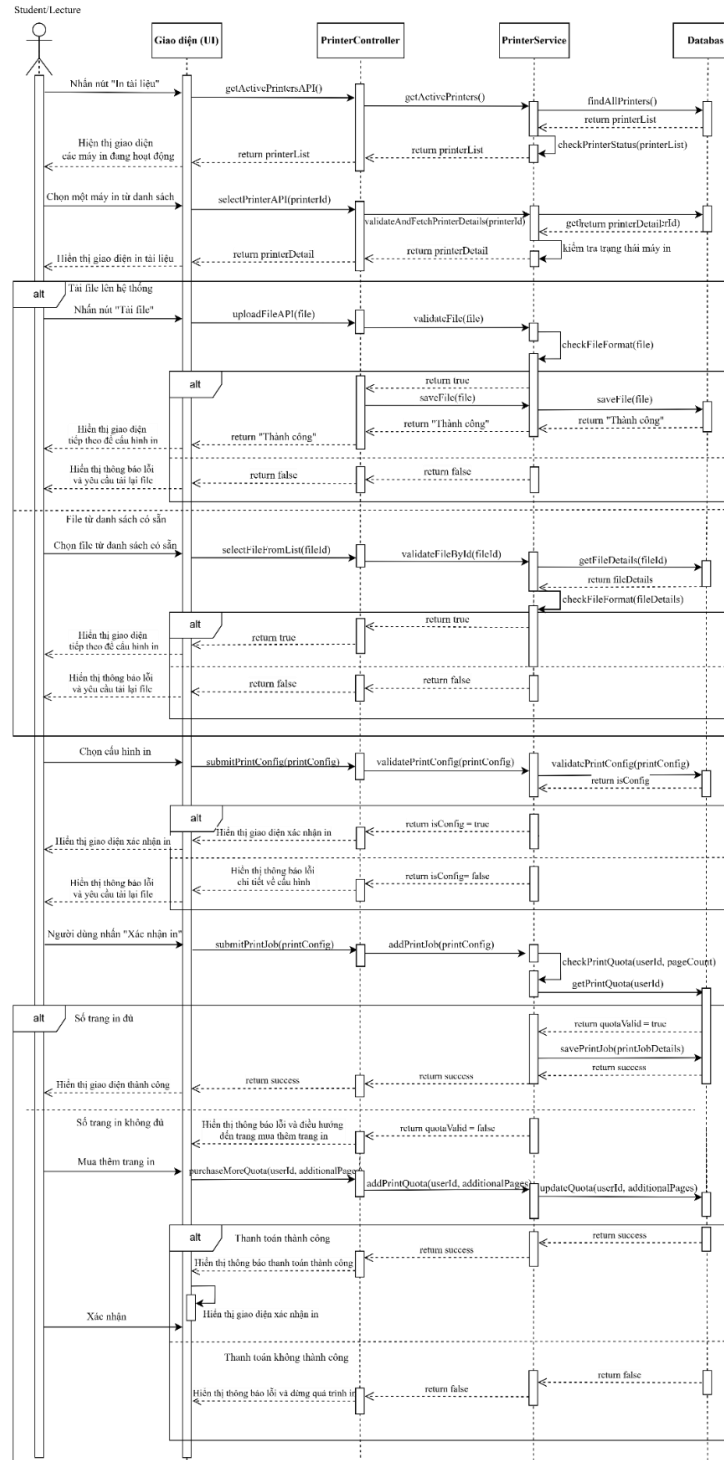 Student/Lecture
Giao diện (UI)
PrinterController
PrinterService
Databas
Nhấn nút "In tài liệu"
getActivePrintersAPI()
getActivePrinters()
findAllPrinters()
return printerList
Hiện thị giao diện
các máy in đang hoạt động
return printerList
return printerList
checkPrinterStatus(printerList)
Chọn một máy in từ danh sách
selectPrinterAPI(printerId)
validateAndFetchPrinterDetails(printerId)
return printerDetail
Hiển thị giao diện in tài liệu
return printerDetail
return printerDetail
kiểm tra trạng thái máy in
alt
Tải file lên hệ thống
Nhấn nút "Tải file"
uploadFileAPI(file)
validateFile(file)
checkFileFormat(file)
alt
return true
saveFile(file)
saveFile(file)
Hiển thị giao diện
tiếp theo để cấu hình in
return "Thành công"
return "Thành công"
return "Thành công"
Hiển thị thông báo lỗi
và yêu cầu tải lại file
return false
return false
File từ danh sách có sẵn
Chọn file từ danh sách có sẵn
selectFileFromList(fileId)
validateFileById(fileId)
getFileDetails(fileId)
return fileDetails
checkFileFormat(fileDetails)
alt
Hiển thị giao diện
tiếp theo để cấu hình in
return true
return true
Hiển thị thông báo lỗi
và yêu cầu tải lại file
return false
return false
Chọn cấu hình in
submitPrintConfig(printConfig)
validatePrintConfig(printConfig)
validatePrintConfig(printConfig)
return isConfig
alt
Hiển thị giao diện xác nhận in
Hiển thị giao diện xác nhận in
return isConfig = true
Hiển thị thông báo lỗi
và yêu cầu tải lại file
Hiển thị thông báo lỗi
chi tiết về cấu hình
return isConfig= false
Người dùng nhấn "Xác nhận in"
submitPrintJob(printConfig)
addPrintJob(printConfig)
checkPrintQuota(userId, pageCount)
getPrintQuota(userId)
alt
Số trang in đủ
return quotaValid = true
savePrintJob(printJobDetails)
Hiển thị giao diện thành công
return success
return success
return success
Số trang in không đủ
Hiển thị thông báo lỗi và điều hướng
đến trang mua thêm trang in
return quotaValid = false
Mua thêm trang in
purchaseMoreQuota(userId, additionalPages)
addPrintQuota(userId, additionalPages)
updateQuota(userId, additionalPages)
alt
Thanh toán thành công
Hiển thị thông báo thanh toán thành công
return success
return success
Hiển thị giao diện xác nhận in
Xác nhận
Thanh toán không thành công
Hiển thị thông báo lỗi và dừng quá trình in
return false
return false